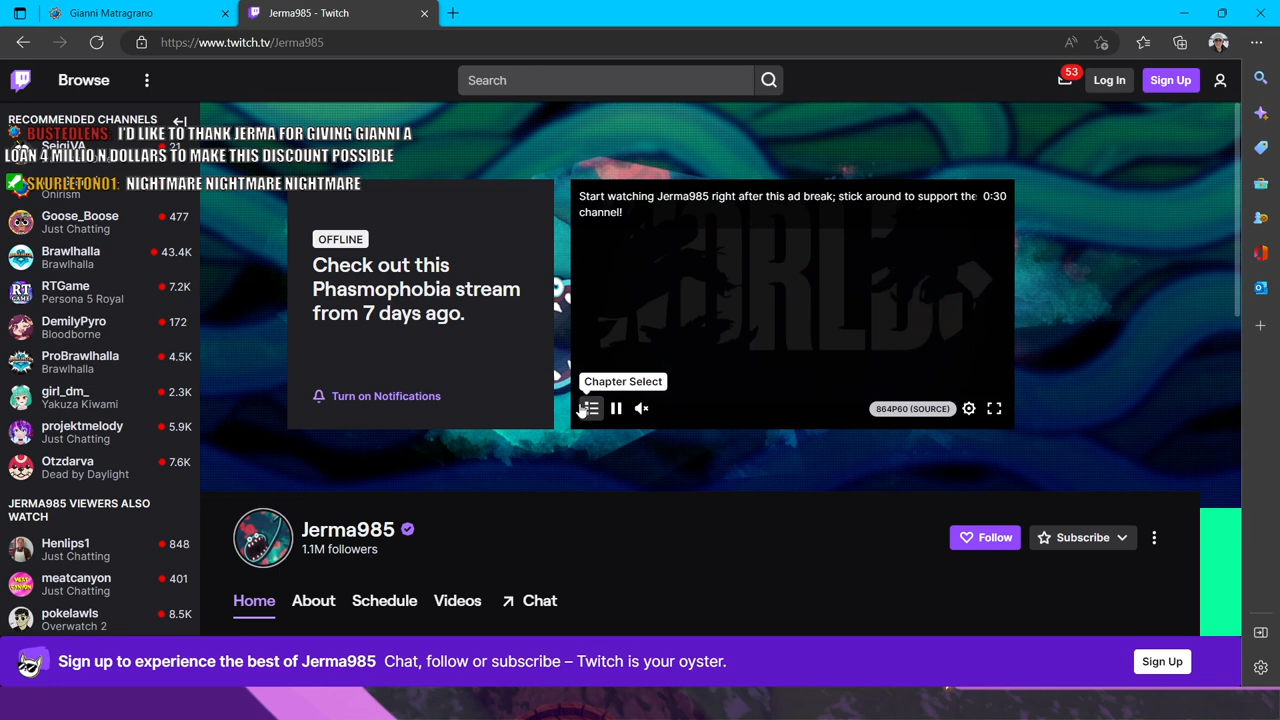 Gianni Matragrano
Jerma985 - Twitch
https://www.twitch.tv/Jerma985
Browse
Search
53
Log In
Sign Up
RECOMMENDED CHANNELS
BUSTEDLENS: I'D LIKE TO THANK JERMA FOR GIVING GIANNI A
LOAN 4 MILLIO N DOLLARS TO MAKE THIS DISCOUNT POSSIBLE
SKURLETON01: NIGHTMARE NIGHTMARE NIGHTMARE
Onirism
Goose_Boose
477
Just Chatting
Brawlhalla
43.4K
Brawlhalla
RTGame
7.2K
Persona 5 Royal
DemilyPyro
172
Bloodborne
ProBrawlhalla
4.5K
Brawlhalla
girl_dm_
2.3K
Yakuza Kiwami
projektmelody
5.9K
Just Chatting
Otzdarva
7.6K
Dead by Daylight
JERMA985 VIEWERS ALSO
WATCH
Henlips1
848
Just Chatting
meatcanyon
401
Just Chatting
pokelawls
8.5K
Overwatch 2
OFFLINE
Check out this
Phasmophobia stream
from 7 days ago.
Turn on Notifications
Start watching Jerma985 right after this ad break; stick around to support the
channel!
0:30
Chapter Select
864P60 (SOURCE)
Jerma985
1.1M followers
Follow
Subscribe
Home
About
Schedule
Videos
Chat
Sign up to experience the best of Jerma985
Chat, follow or subscribe – Twitch is your oyster.
Sign Up